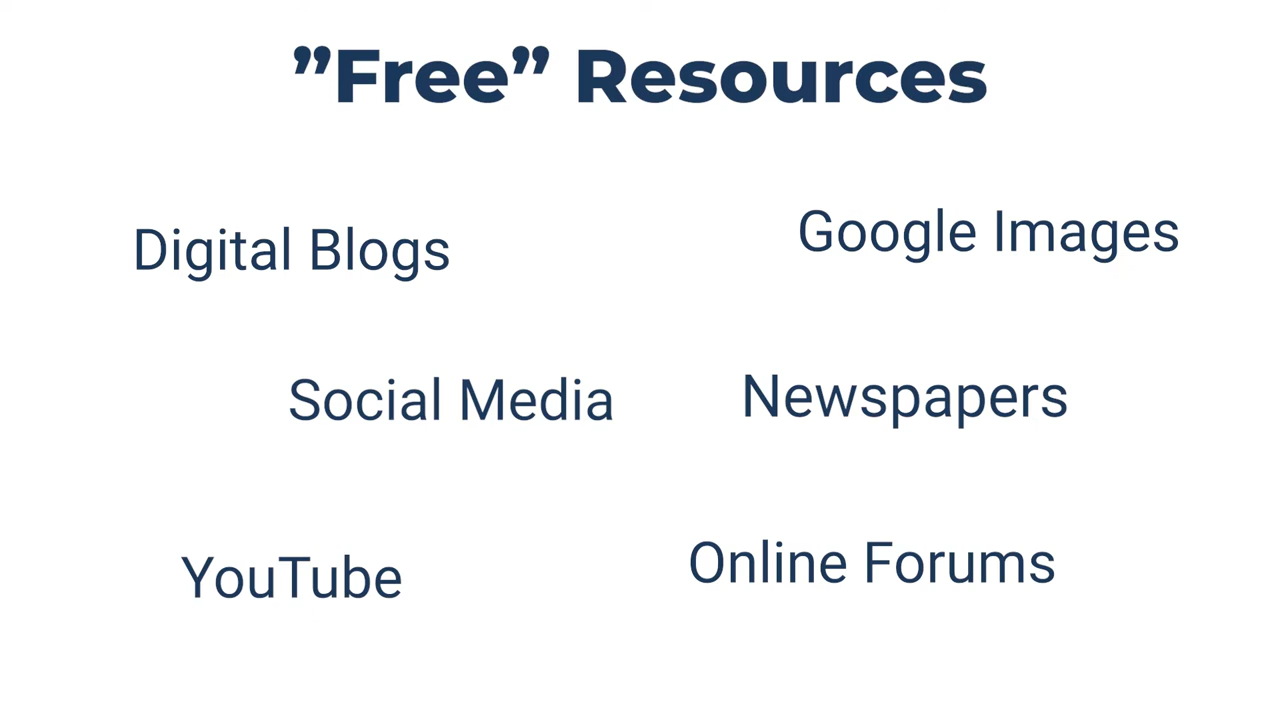 ”Free” Resources
Digital Blogs
Google Images
Social Media
Newspapers
YouTube
Online Forums